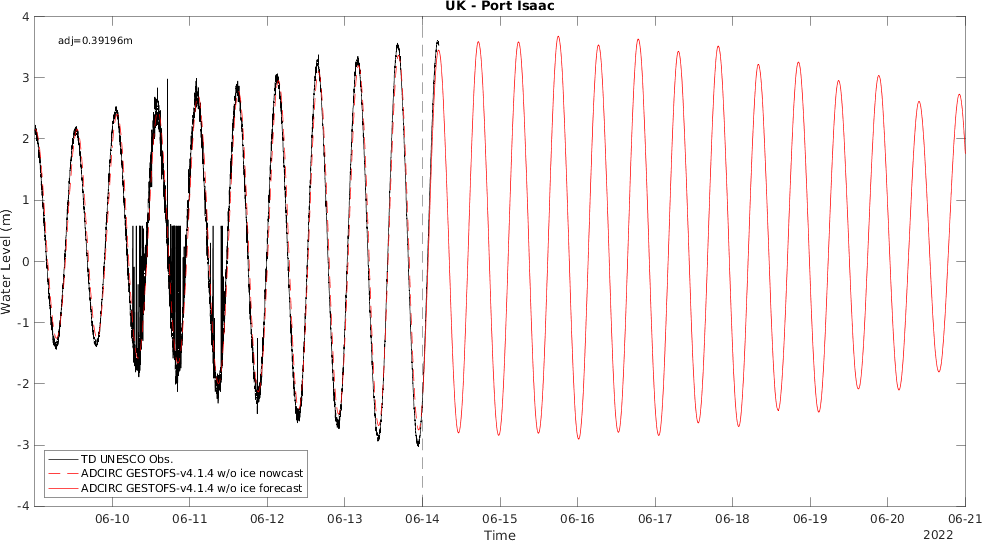 UK - Port Isaac
adj=0.39196m
4
3
2
1
0
-1
-2
-3
-4
Water Level (m)
TD UNESCO Obs.
ADCIRC GESTOFS-v4.1.4 w/o ice nowcast
ADCIRC GESTOFS-v4.1.4 w/o ice forecast
06-10 06-11 06-12 06-13 06-14 06-15 06-16 06-17 06-18 06-19 06-20 06-21
Time
2022